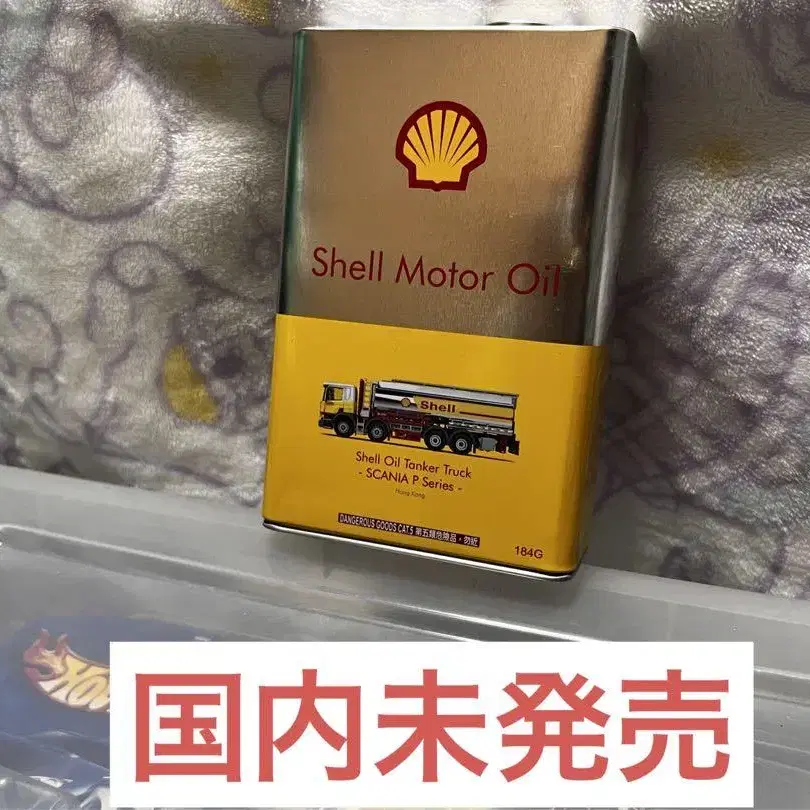 Shell Motor Oil
Shell
Shell Oil Tanker Truck
- SCANIA P Series -
Hong Kong
DANGEROUS GOODS CAT.5 第五類危險品・勿近
184G
国内未発売